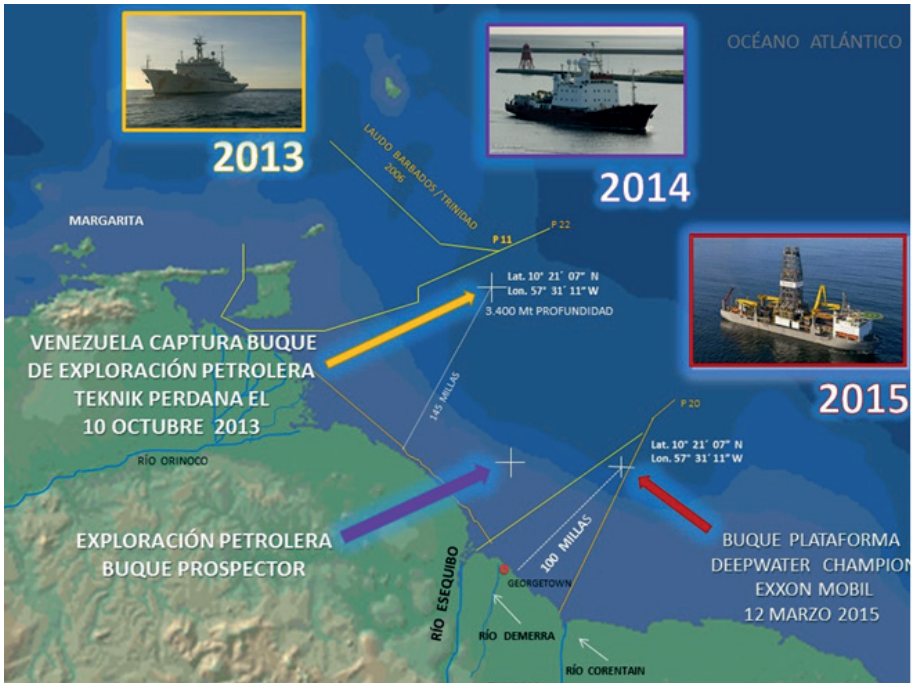 OCÉANO ATLÁNTICO
2013
2014
LAUDO BARBADOS / TRINIDAD
2006
MARGARITA
P 11
P 22
Lat. 10° 21´ 07” N
Lon. 57° 31´ 11” W
3.400 Mt PROFUNDIDAD
VENEZUELA CAPTURA BUQUE
DE EXPLORACIÓN PETROLERA
TEKNIK PERDANA EL
10 OCTUBRE 2013
145 MILLAS
2015
P 20
Lat. 10° 21´ 07” N
Lon. 57° 31´ 11” W
RÍO ORINOCO
EXPLORACIÓN PETROLERA
BUQUE PROSPECTOR
100 MILLAS
BUQUE PLATAFORMA
DEEPWATER CHAMPION
EXXON MOBIL
12 MARZO 2015
GEORGETOWN
RÍO ESEQUIBO
RÍO DEMERRA
RÍO CORENTAIN